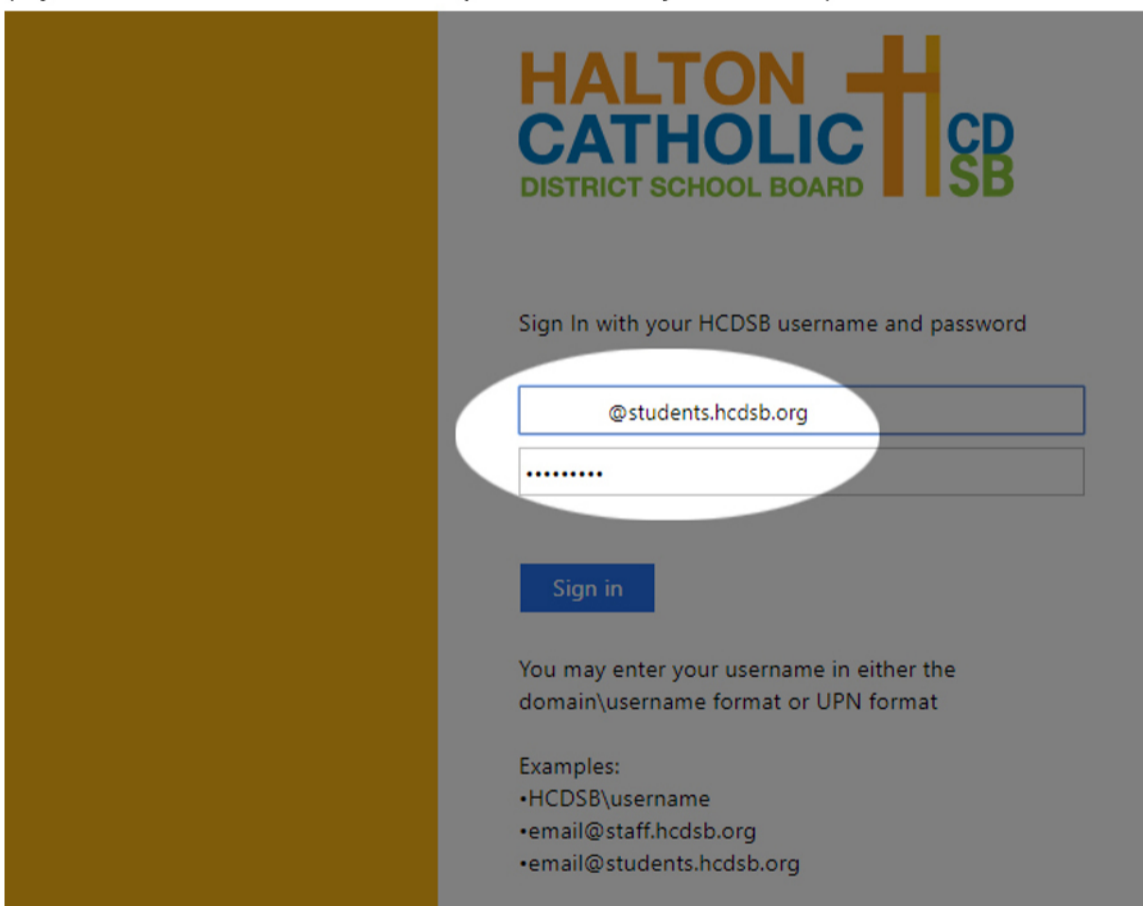 HALTON
CATHOLIC
DISTRICT SCHOOL BOARD
CD
SB
Sign In with your HCDSB username and password
@students.hcdsb.org
•••••••••
Sign in
You may enter your username in either the
domain\username format or UPN format
Examples:
•HCDSB\username
•email@staff.hcdsb.org
•email@students.hcdsb.org